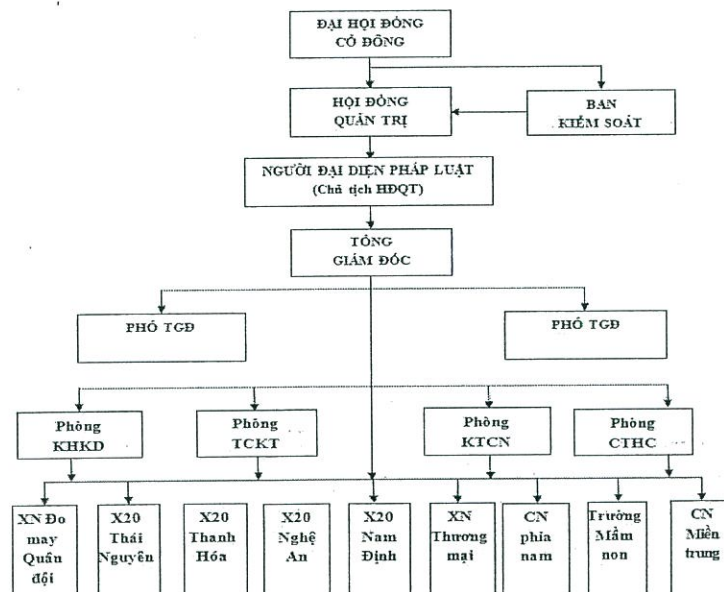 ĐẠI HỘI ĐỒNG
CỔ ĐÔNG
HỘI ĐỒNG
QUẢN TRỊ
BAN
KIỂM SOÁT
NGƯỜI ĐẠI DIỆN PHÁP LUẬT
(Chủ tịch HĐQT)
TỔNG
GIÁM ĐỐC
PHÓ TGĐ
PHÓ TGĐ
Phòng
KHKD
Phòng
TCKT
Phòng
KTCN
Phòng
CTHC
XN Đo
may
Quân
đội
X20
Thái
Nguyên
X20
Thanh
Hóa
X20
Nghệ
An
X20
Nam
Định
XN
Thương
mại
CN
phía
nam
Trường
Mầm
non
CN
Miền
trung